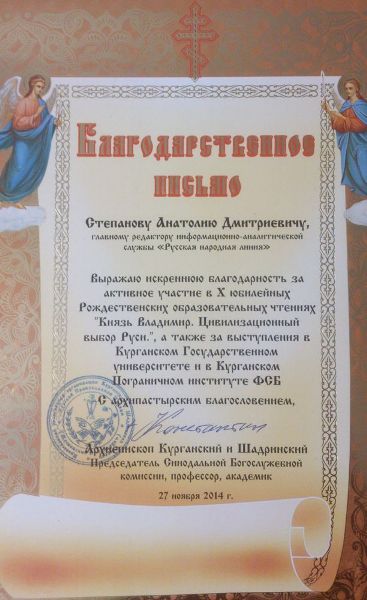 Благодарственное
письмо
Степанову Анатолию Дмитриевичу,
главному редактору информационно-аналитической
службы «Русская народная линия»
Выражаю искреннюю благодарность за
активное участие в X юбилейных
Рождественских образовательных чтениях
"Князь Владимир. Цивилизационный
выбор Руси.", а также за выступления в
Курганском Государственном
университете и в Курганском
Пограничном институте ФСБ
С архипастырским благословением,
Константин
Архиепископ Курганский и Шадринский
Председатель Синодальной Богослужебной
комиссии, профессор, академик
27 ноября 2014 г.